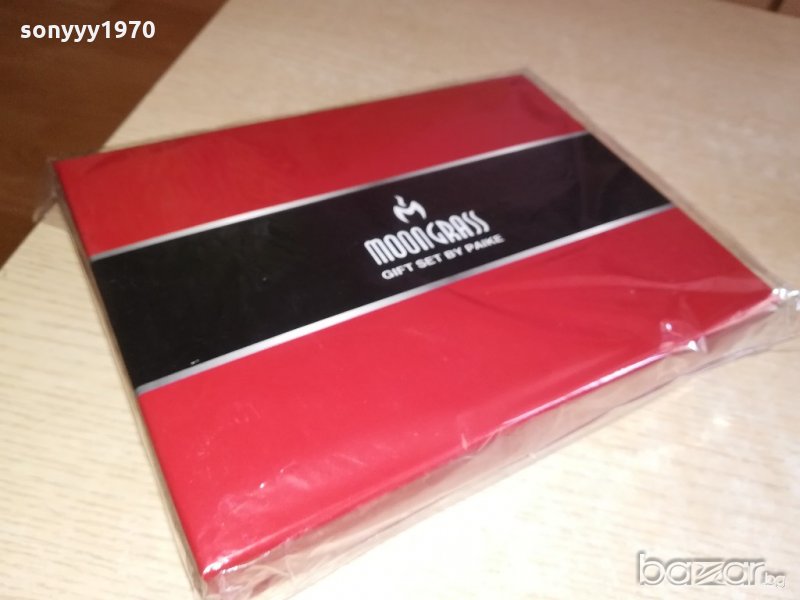 sonyyy1970
MOONGRASS
GIFT SET BY PAIKE
bazar.bg